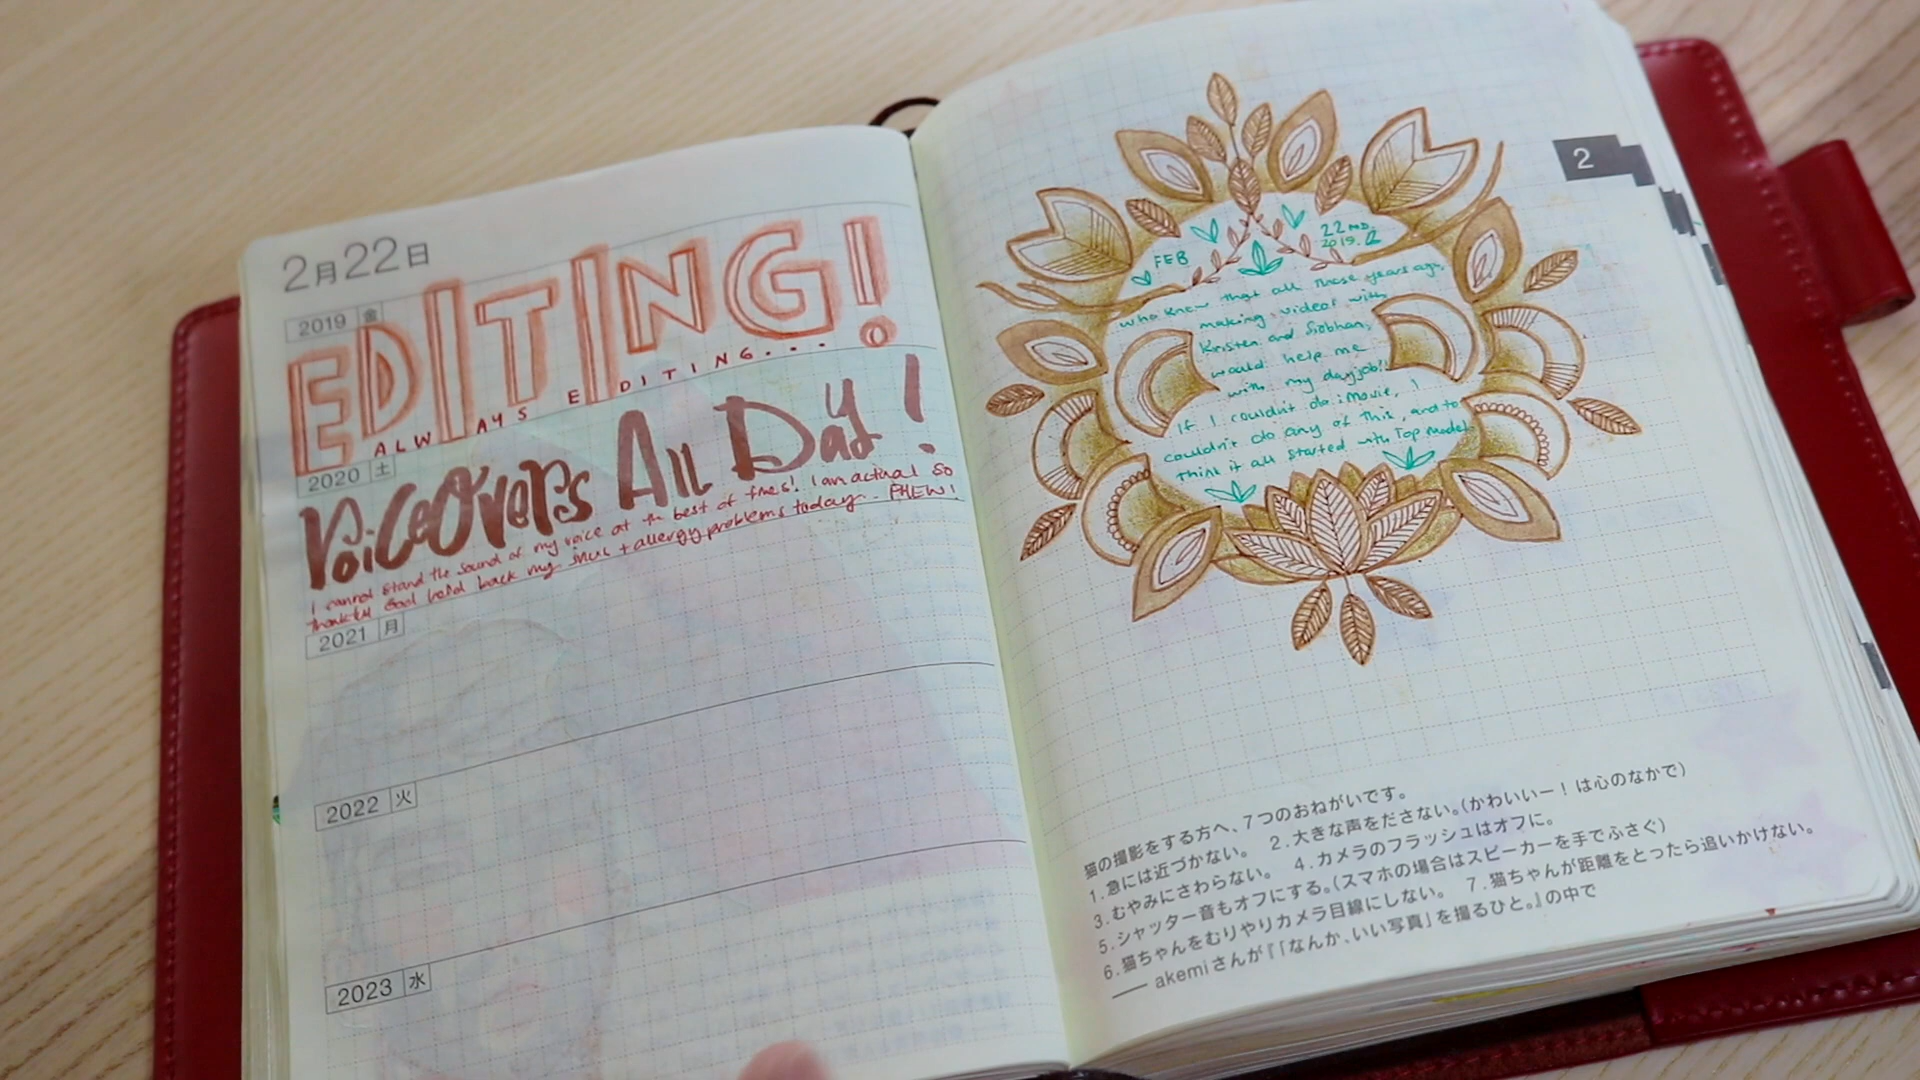 2月22日
2019 金
EDITING!
ALWAYS EDITING....
2020 土
VoiceOvers All Day!
I cannot stand the sound of my voice at the best of times! I am actual so
thankful God held back my sinus + allergy problems today. PHEW!
2021 月
2022 火
2023 水
2
FEB
22ND,
2019.
who knew that all those years ago,
making videos with
Kirsten and Siobhan,
would help me
with my dayjob!!
If I couldn't do iMovie, I
couldn't do any of this, and to
think it all started with Top Model
猫の撮影をする方へ、7つのおねがいです。
1.急には近づかない。 2.大きな声をださない。(かわいいー!は心のなかで)
3.むやみにさわらない。 4.カメラのフラッシュはオフに。
5.シャッター音もオフにする。(スマホの場合はスピーカーを手でふさぐ)
6.猫ちゃんをむりやりカメラ目線にしない。 7.猫ちゃんが距離をとったら追いかけない。
—— akemiさんが『「なんか、いい写真」を撮るひと。』の中で